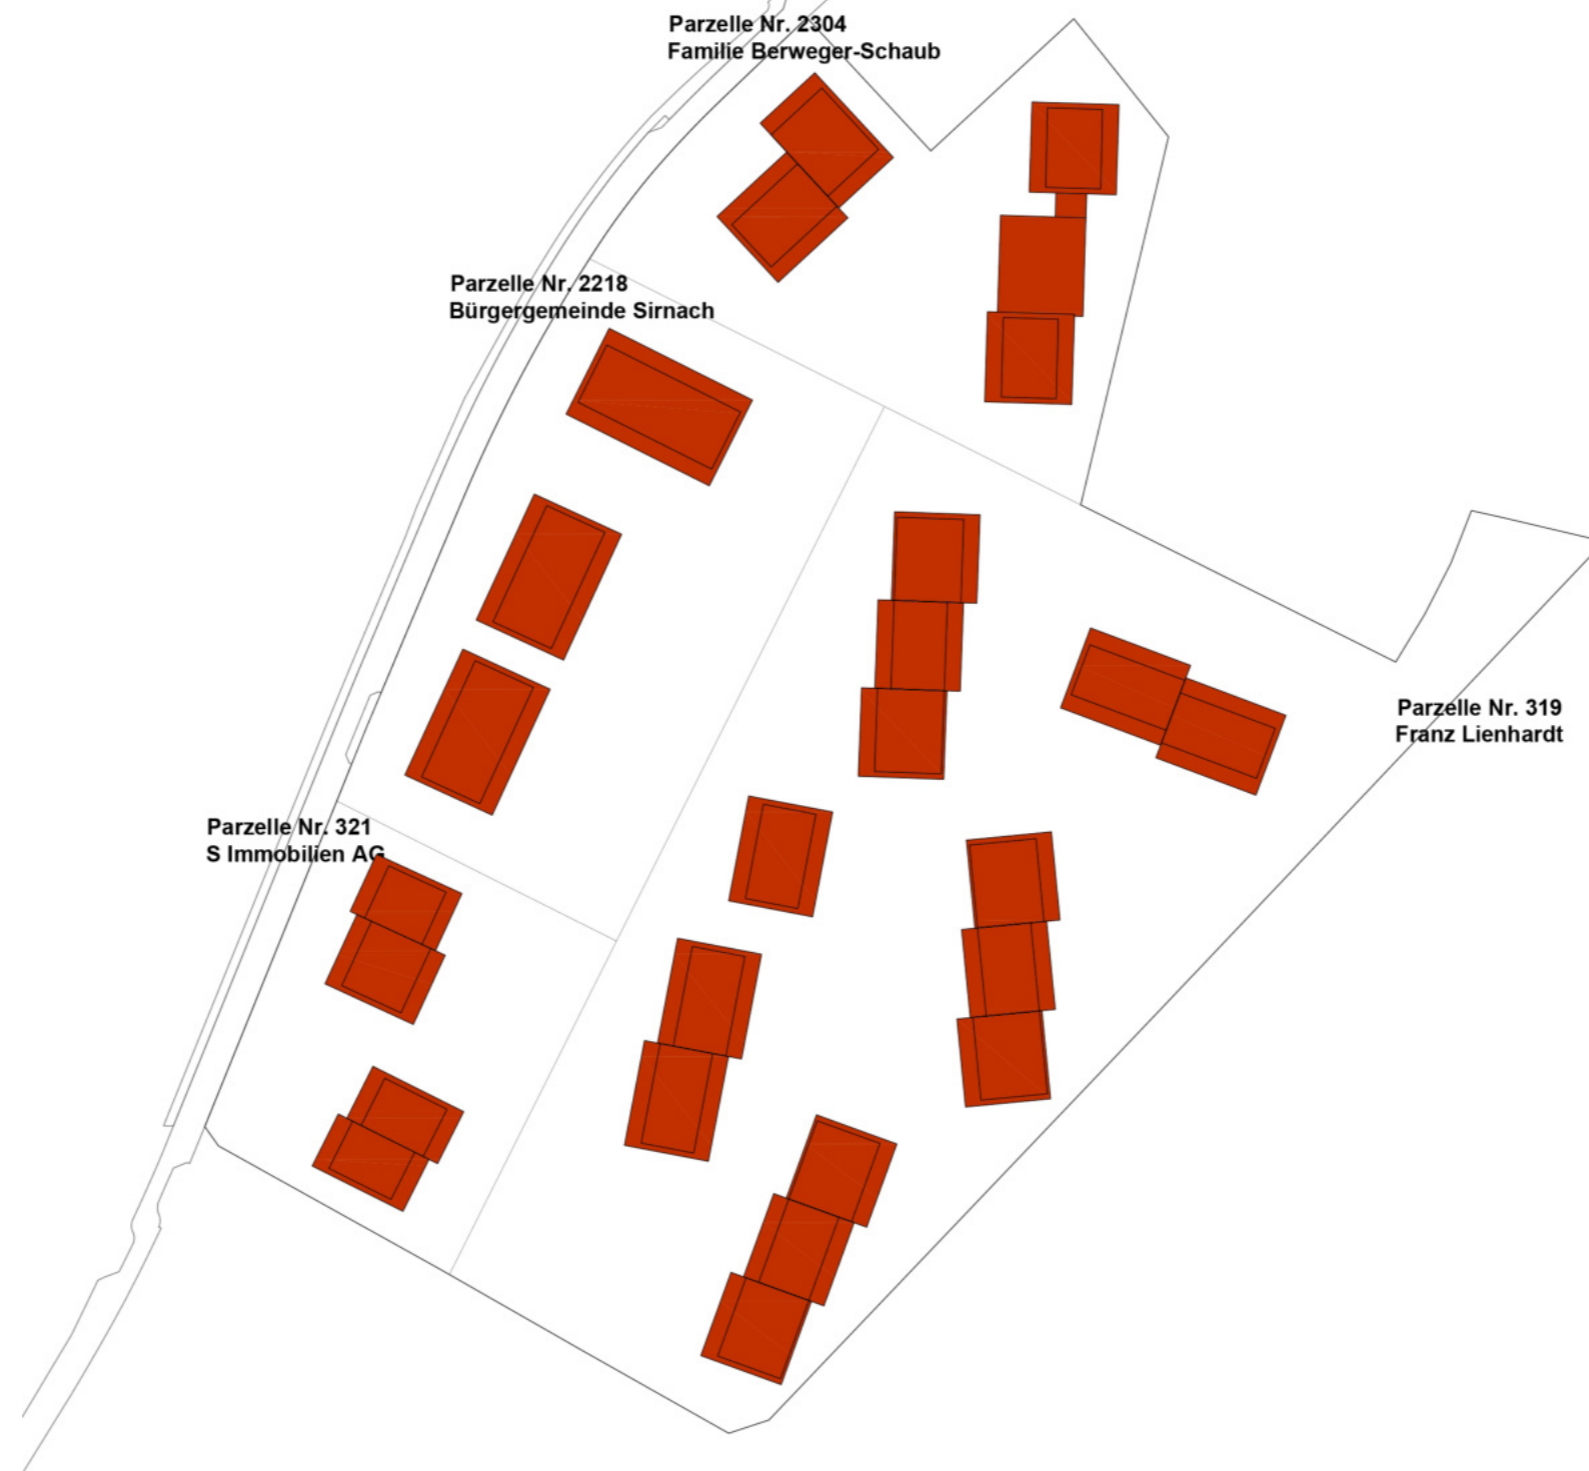 Parzelle Nr. 2304
Familie Berweger-Schaub
Parzelle Nr. 2218
Bürgergemeinde Sirnach
Parzelle Nr. 319
Franz Lienhardt
Parzelle Nr. 321
S Immobilien AG